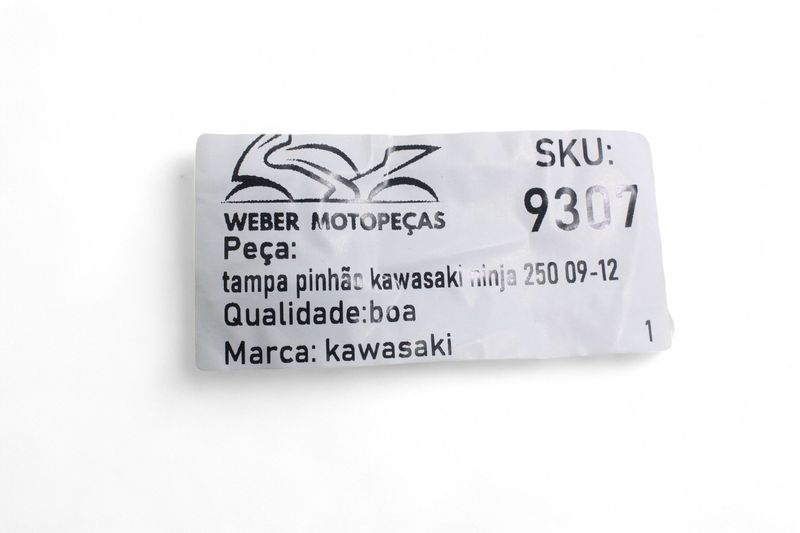 WEBER MOTOPEÇAS
SKU:
9307
Peça:
tampa pinhão kawasaki ninja 250 09-12
Qualidade:boa
Marca: kawasaki
1